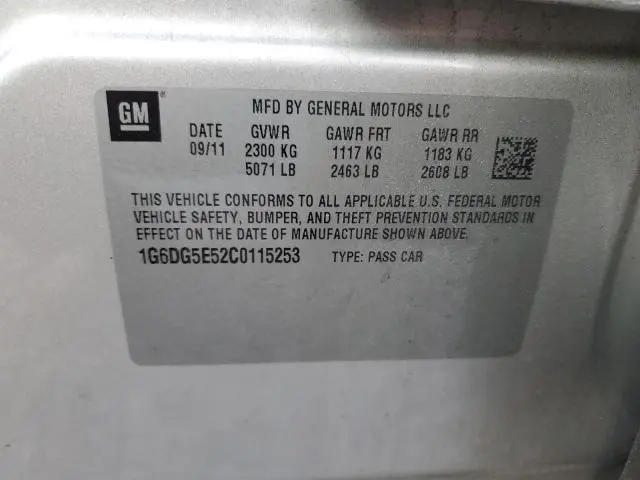 GM
MFD BY GENERAL MOTORS LLC
DATE GVWR GAWR FRT GAWR RR
09/11 2300 KG 1117 KG 1183 KG
5071 LB 2463 LB 2608 LB
THIS VEHICLE CONFORMS TO ALL APPLICABLE U.S. FEDERAL MOTOR
VEHICLE SAFETY, BUMPER, AND THEFT PREVENTION STANDARDS IN
EFFECT ON THE DATE OF MANUFACTURE SHOWN ABOVE.
1G6DG5E52C0115253 TYPE: PASS CAR